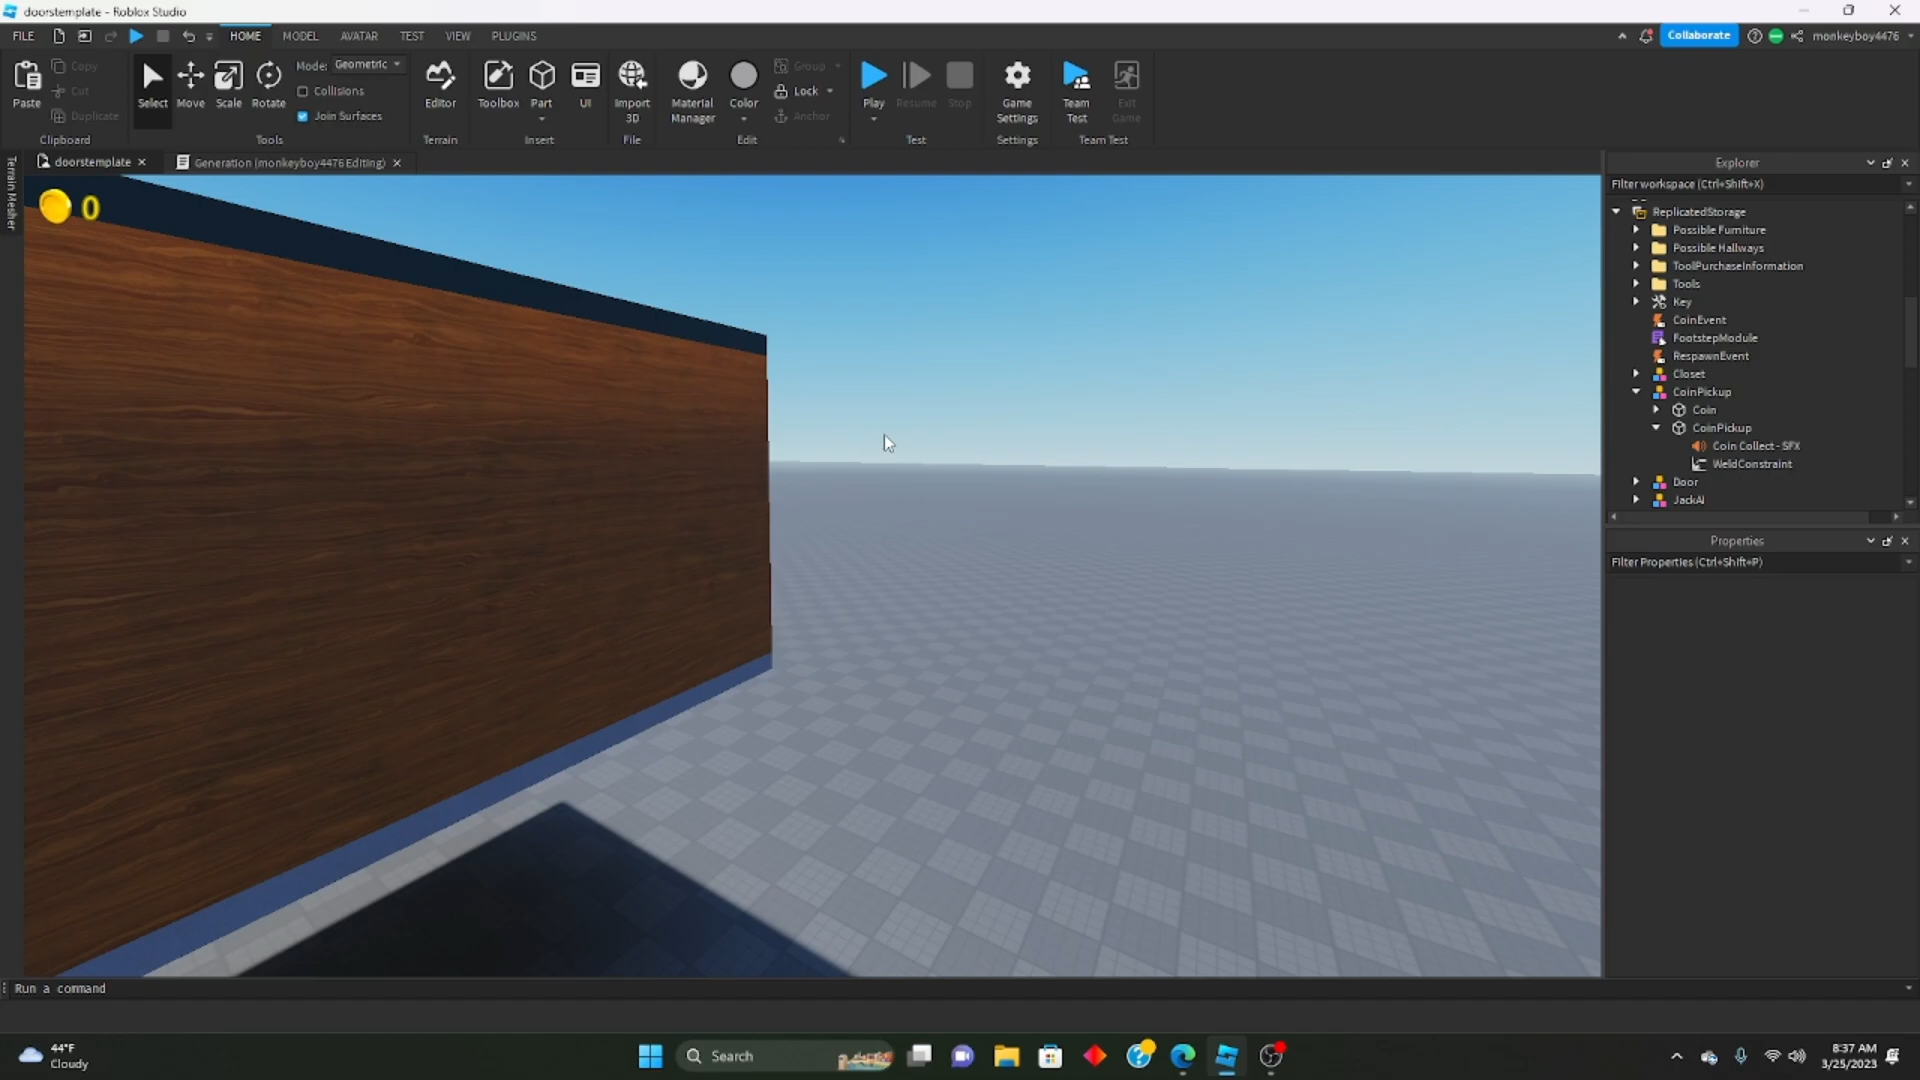 doorstemplate - Roblox Studio
FILE HOME MODEL AVATAR TEST VIEW PLUGINS Collaborate monkeyboy4476
Paste Copy Cut Duplicate Clipboard
Select Move Scale Rotate Mode: Geometric Collisions Join Surfaces Tools
Editor Terrain
Toolbox Part UI Insert
Import 3D File
Material Manager Color Group Lock Anchor Edit
Play Resume Stop Test
Game Settings Settings
Team Test Exit Game Team Test
Terrain Mesher
doorstemplate Generation (monkeyboy4476 Editing)
0
Explorer
Filter workspace (Ctrl+Shift+X)
ReplicatedStorage
Possible Furniture
Possible Hallways
ToolPurchaseInformation
Tools
Key
CoinEvent
FootstepModule
RespawnEvent
Closet
CoinPickup
Coin
CoinPickup
Coin Collect - SFX
WeldConstraint
Door
JackAI
Properties
Filter Properties (Ctrl+Shift+P)
Run a command
44°F
Cloudy
Search
8:37 AM
3/25/2023